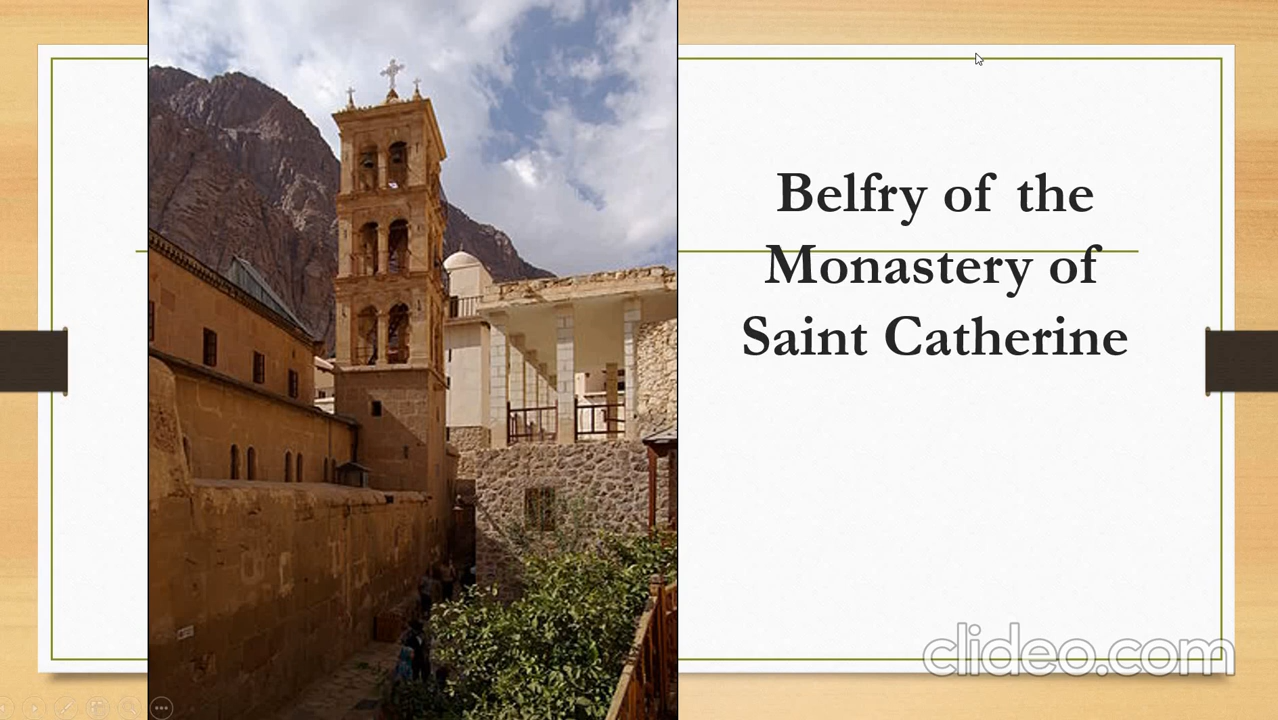 Belfry of the
Monastery of
Saint Catherine
clideo.com